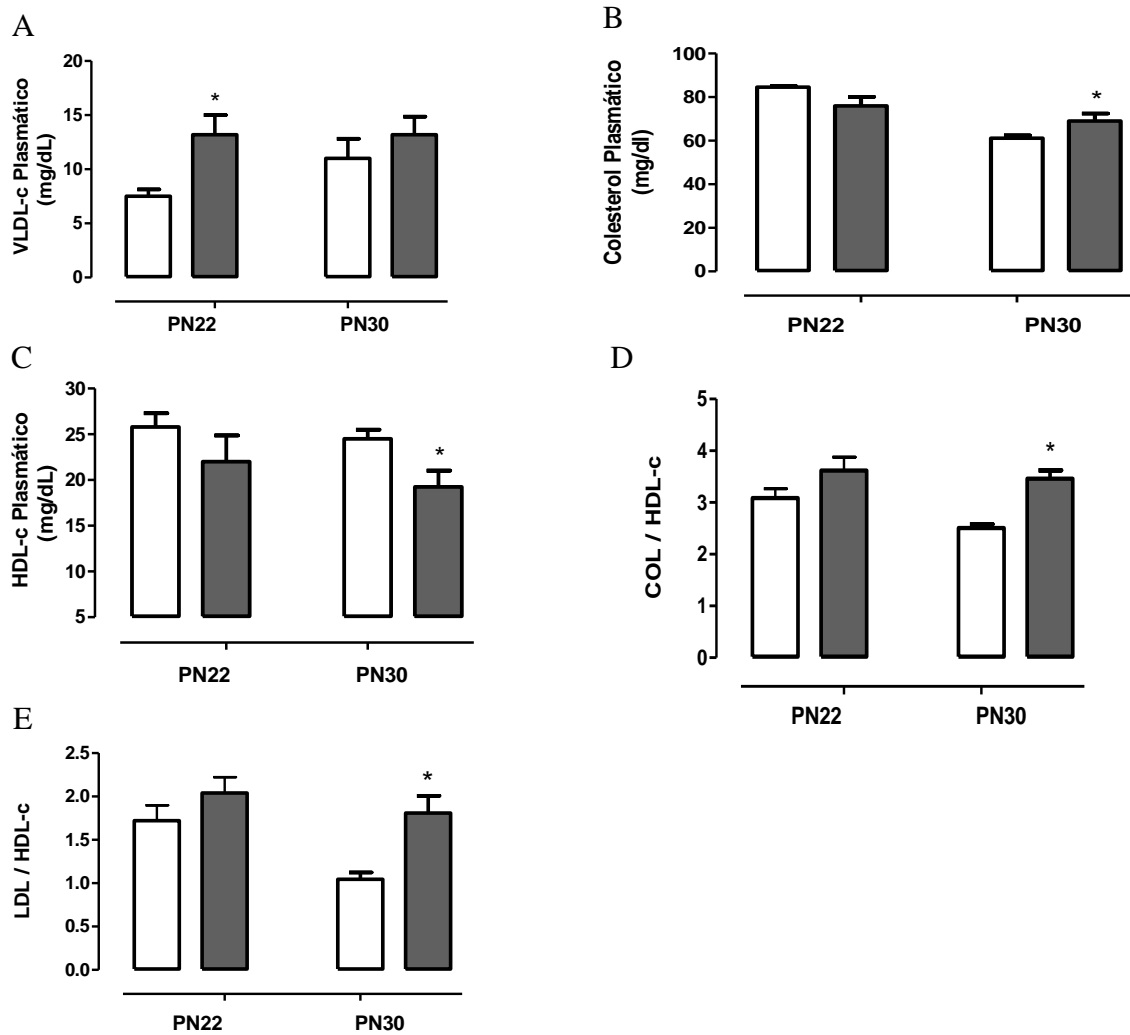 A
VLDL-c Plasmático
(mg/dL)
20
15
10
5
0
*
PN22
PN30
B
Colesterol Plasmático
(mg/dl)
100
80
60
40
20
0
*
PN22
PN30
C
HDL-c Plasmático
(mg/dL)
30
25
20
15
10
5
*
PN22
PN30
D
COL / HDL-c
5
4
3
2
1
0
*
PN22
PN30
E
LDL / HDL-c
2.5
2.0
1.5
1.0
0.5
0.0
*
PN22
PN30